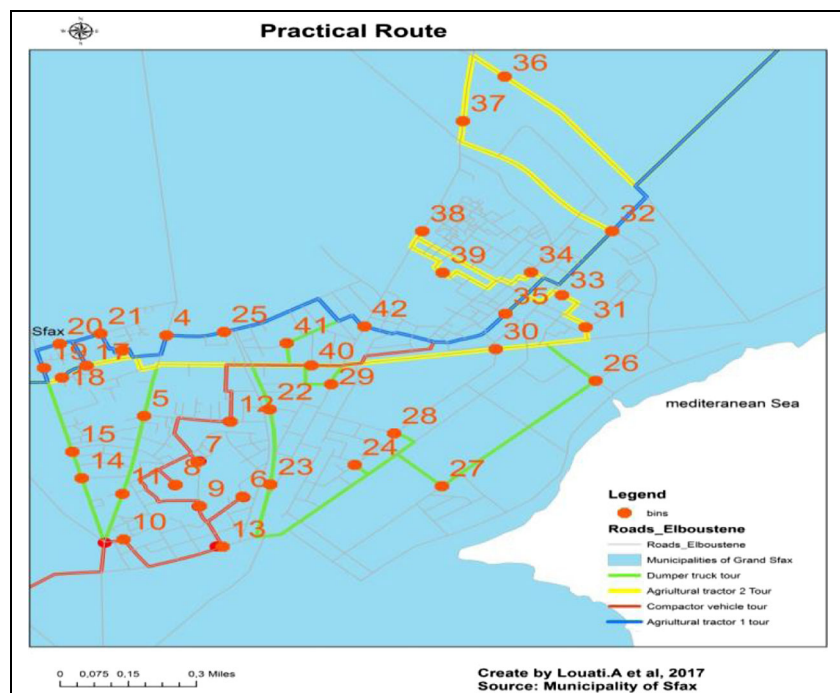 Practical Route
36
37
38
32
39
34
33
35
31
42
30
25
4
21
20
Sfax
41
19
17
40
18
29
26
22
5
12
mediteranean Sea
28
7
15
24
8
6
23
27
14
11
9
10
13
Legend
bins
Roads_Elboustene
Roads_Elboustene
Municipalities of Grand Sfax
Dumper truck tour
Agriultural tractor 2 Tour
Compactor vehicle tour
Agriultural tractor 1 tour
0 0,075 0,15 0,3 Miles
Create by Louati.A et al, 2017
Source: Municipality of Sfax